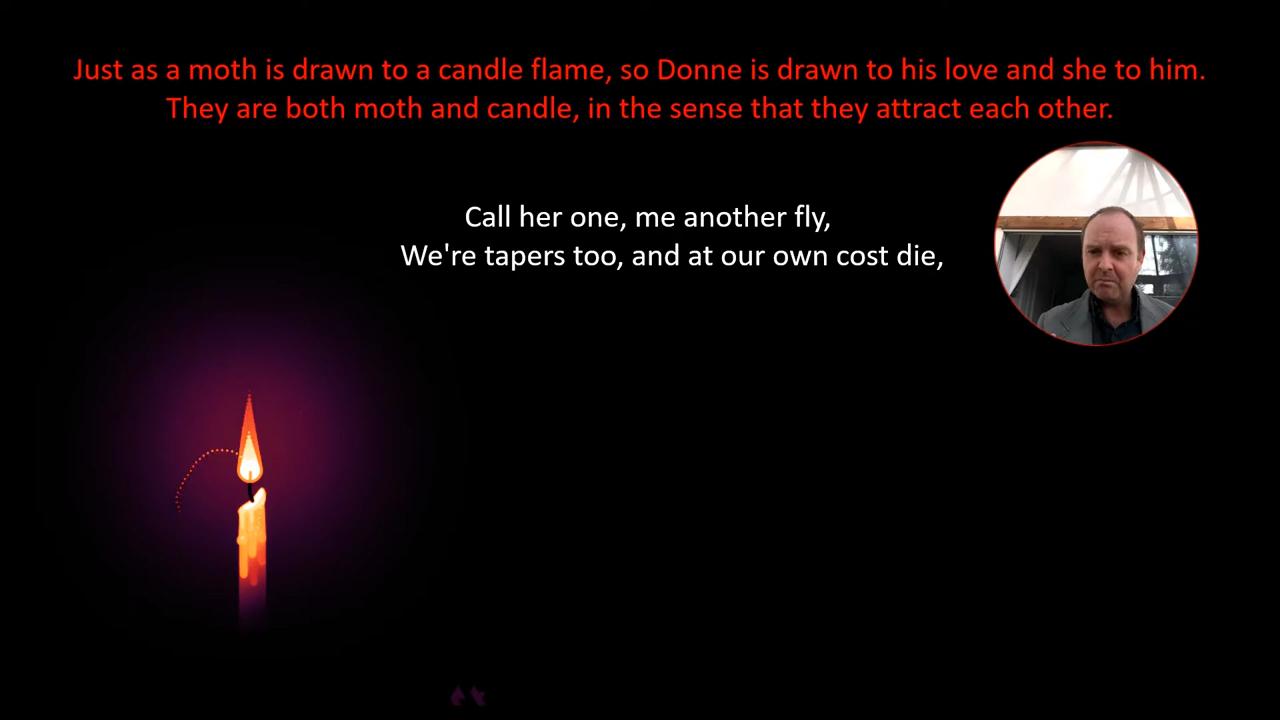 Just as a moth is drawn to a candle flame, so Donne is drawn to his love and she to him.
They are both moth and candle, in the sense that they attract each other.
Call her one, me another fly,
We're tapers too, and at our own cost die,